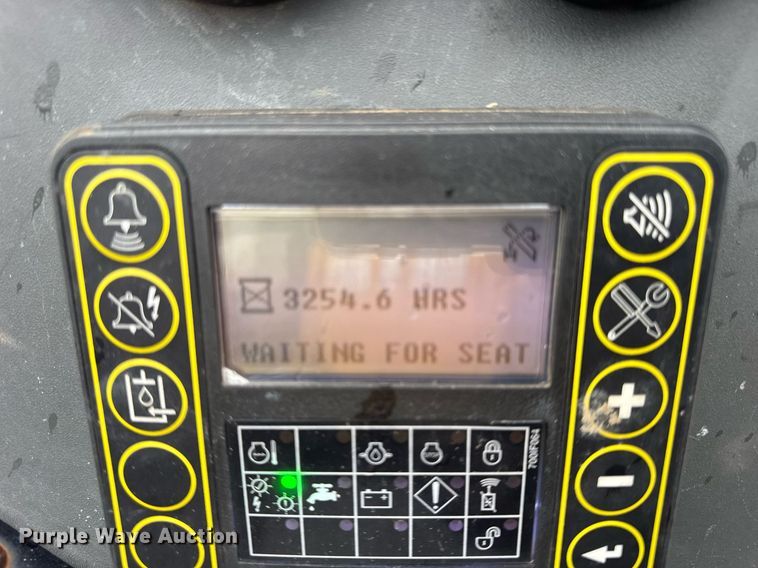 3254.6 HRS
WAITING FOR SEAT
Purple Wave Auction